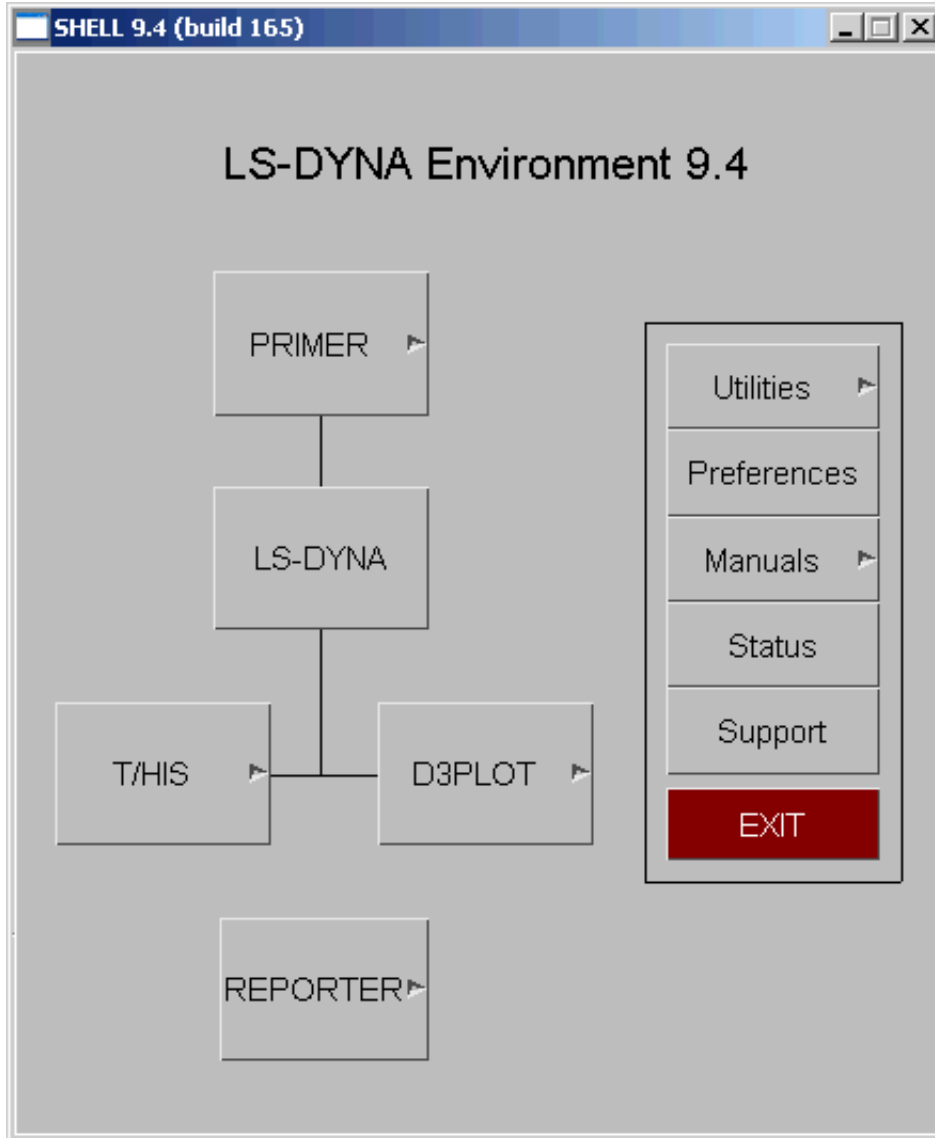 SHELL 9.4 (build 165)
LS-DYNA Environment 9.4
PRIMER
LS-DYNA
T/HIS
D3PLOT
REPORTER
Utilities
Preferences
Manuals
Status
Support
EXIT